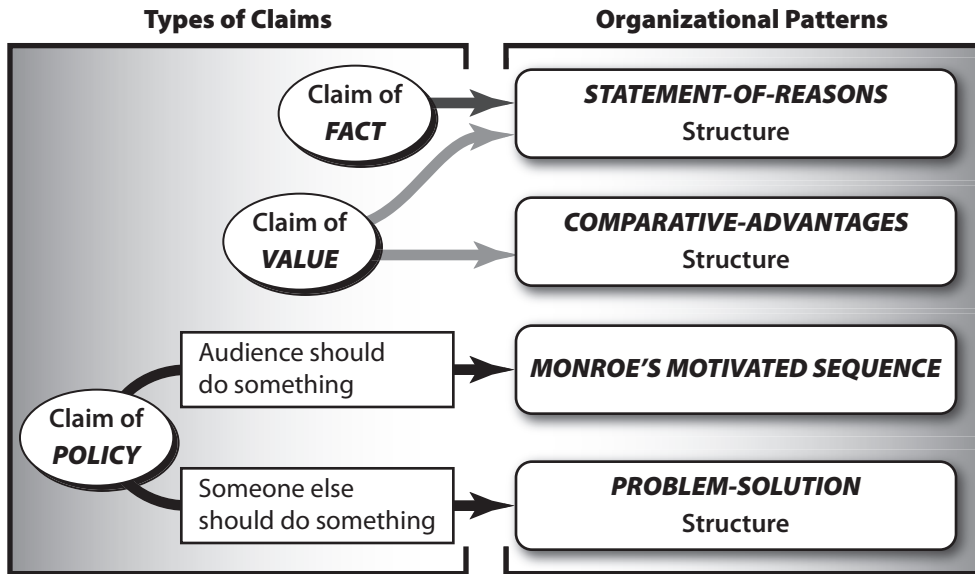 Types of Claims
Organizational Patterns
Claim of
FACT
STATEMENT-OF-REASONS
Structure
Claim of
VALUE
COMPARATIVE-ADVANTAGES
Structure
Claim of
POLICY
Audience should
do something
MONROE’S MOTIVATED SEQUENCE
Someone else
should do something
PROBLEM-SOLUTION
Structure